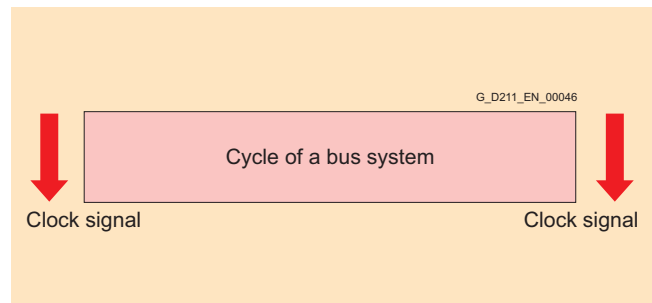 G_D211_EN_00046
Cycle of a bus system
Clock signal
Clock signal